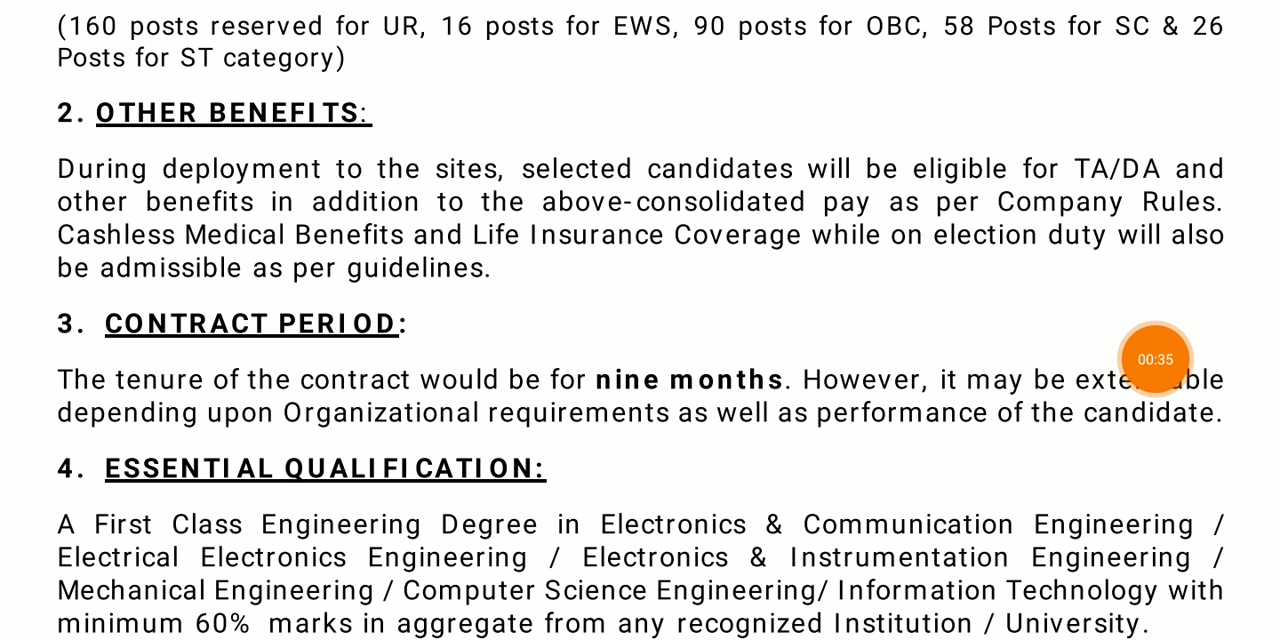 (160 posts reserved for UR, 16 posts for EWS, 90 posts for OBC, 58 Posts for SC & 26
Posts for ST category)
2. OTHER BENEFITS:
During deployment to the sites, selected candidates will be eligible for TA/DA and
other benefits in addition to the above-consolidated pay as per Company Rules.
Cashless Medical Benefits and Life Insurance Coverage while on election duty will also
be admissible as per guidelines.
3. CONTRACT PERIOD:
00:35
The tenure of the contract would be for nine months. However, it may be
depending upon Organizational requirements as well as performance of the candidate.
4. ESSENTIAL QUALIFICATION:
A First Class Engineering Degree in Electronics & Communication Engineering /
Electrical Electronics Engineering / Electronics & Instrumentation Engineering /
Mechanical Engineering / Computer Science Engineering/ Information Technology with
minimum 60% marks in aggregate from any recognized Institution / University.